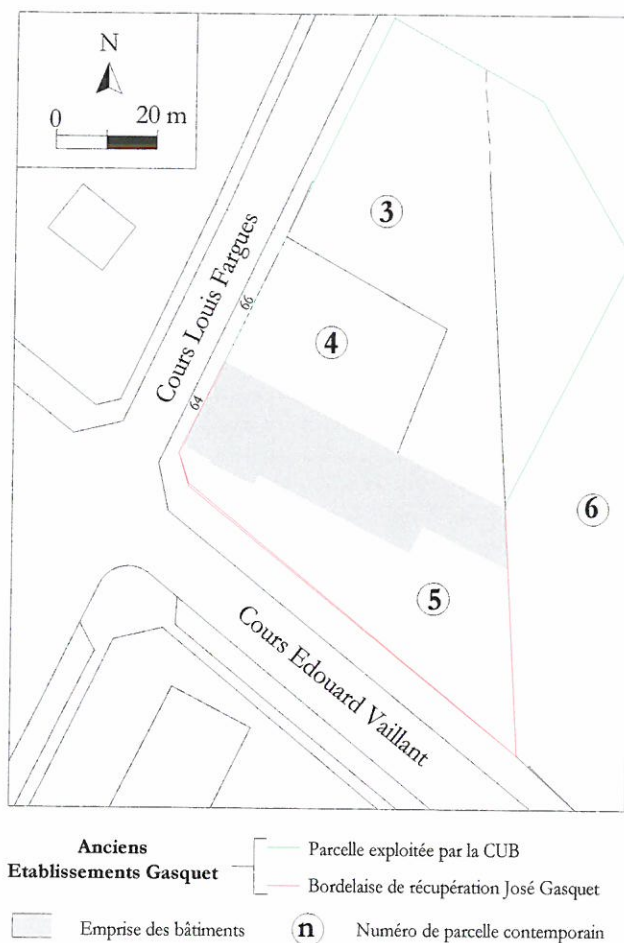 N
0 20 m
3
Cours Louis Fargues
66
4
64
6
5
Cours Edouard Vaillant
Anciens
Etablissements Gasquet
Parcelle exploitée par la CUB
Bordelaise de récupération José Gasquet
Emprise des bâtiments
n Numéro de parcelle contemporain